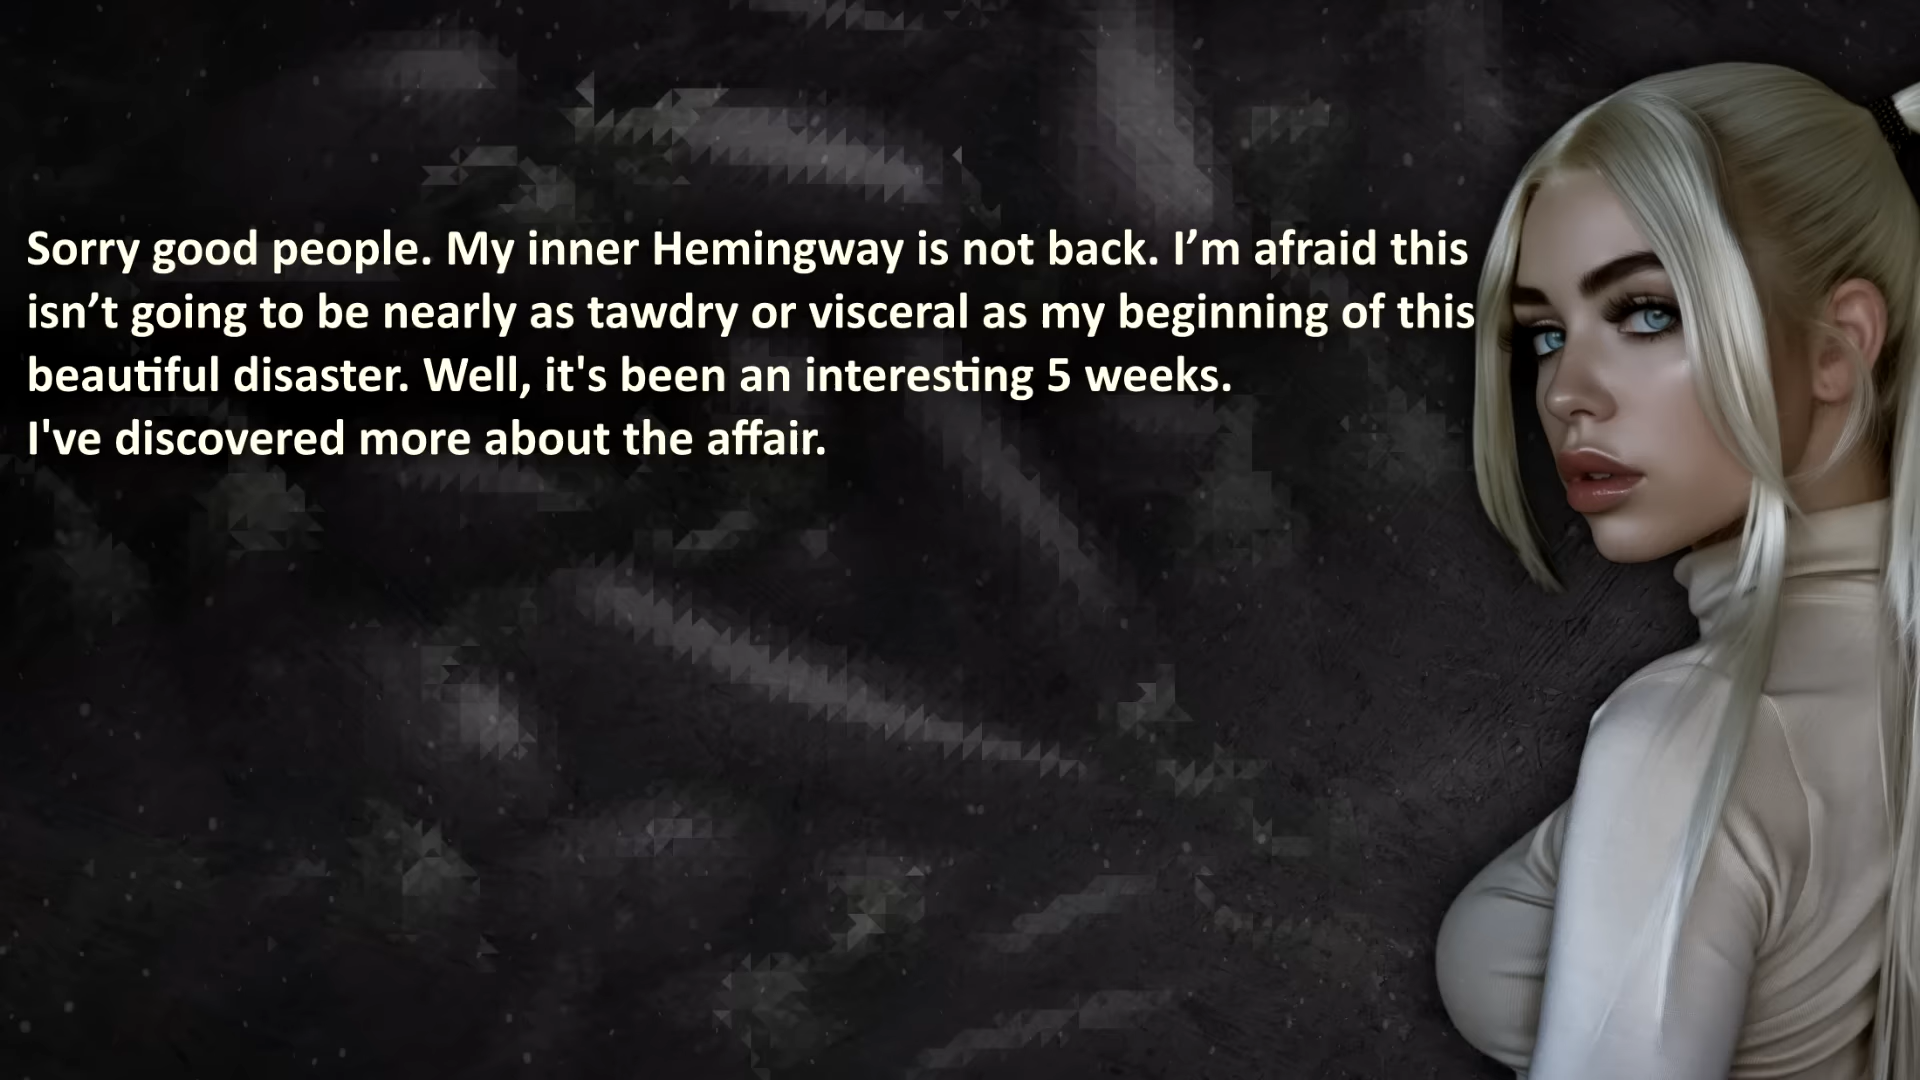 Sorry good people. My inner Hemingway is not back. I’m afraid this
isn’t going to be nearly as tawdry or visceral as my beginning of this
beautiful disaster. Well, it's been an interesting 5 weeks.
I've discovered more about the affair.